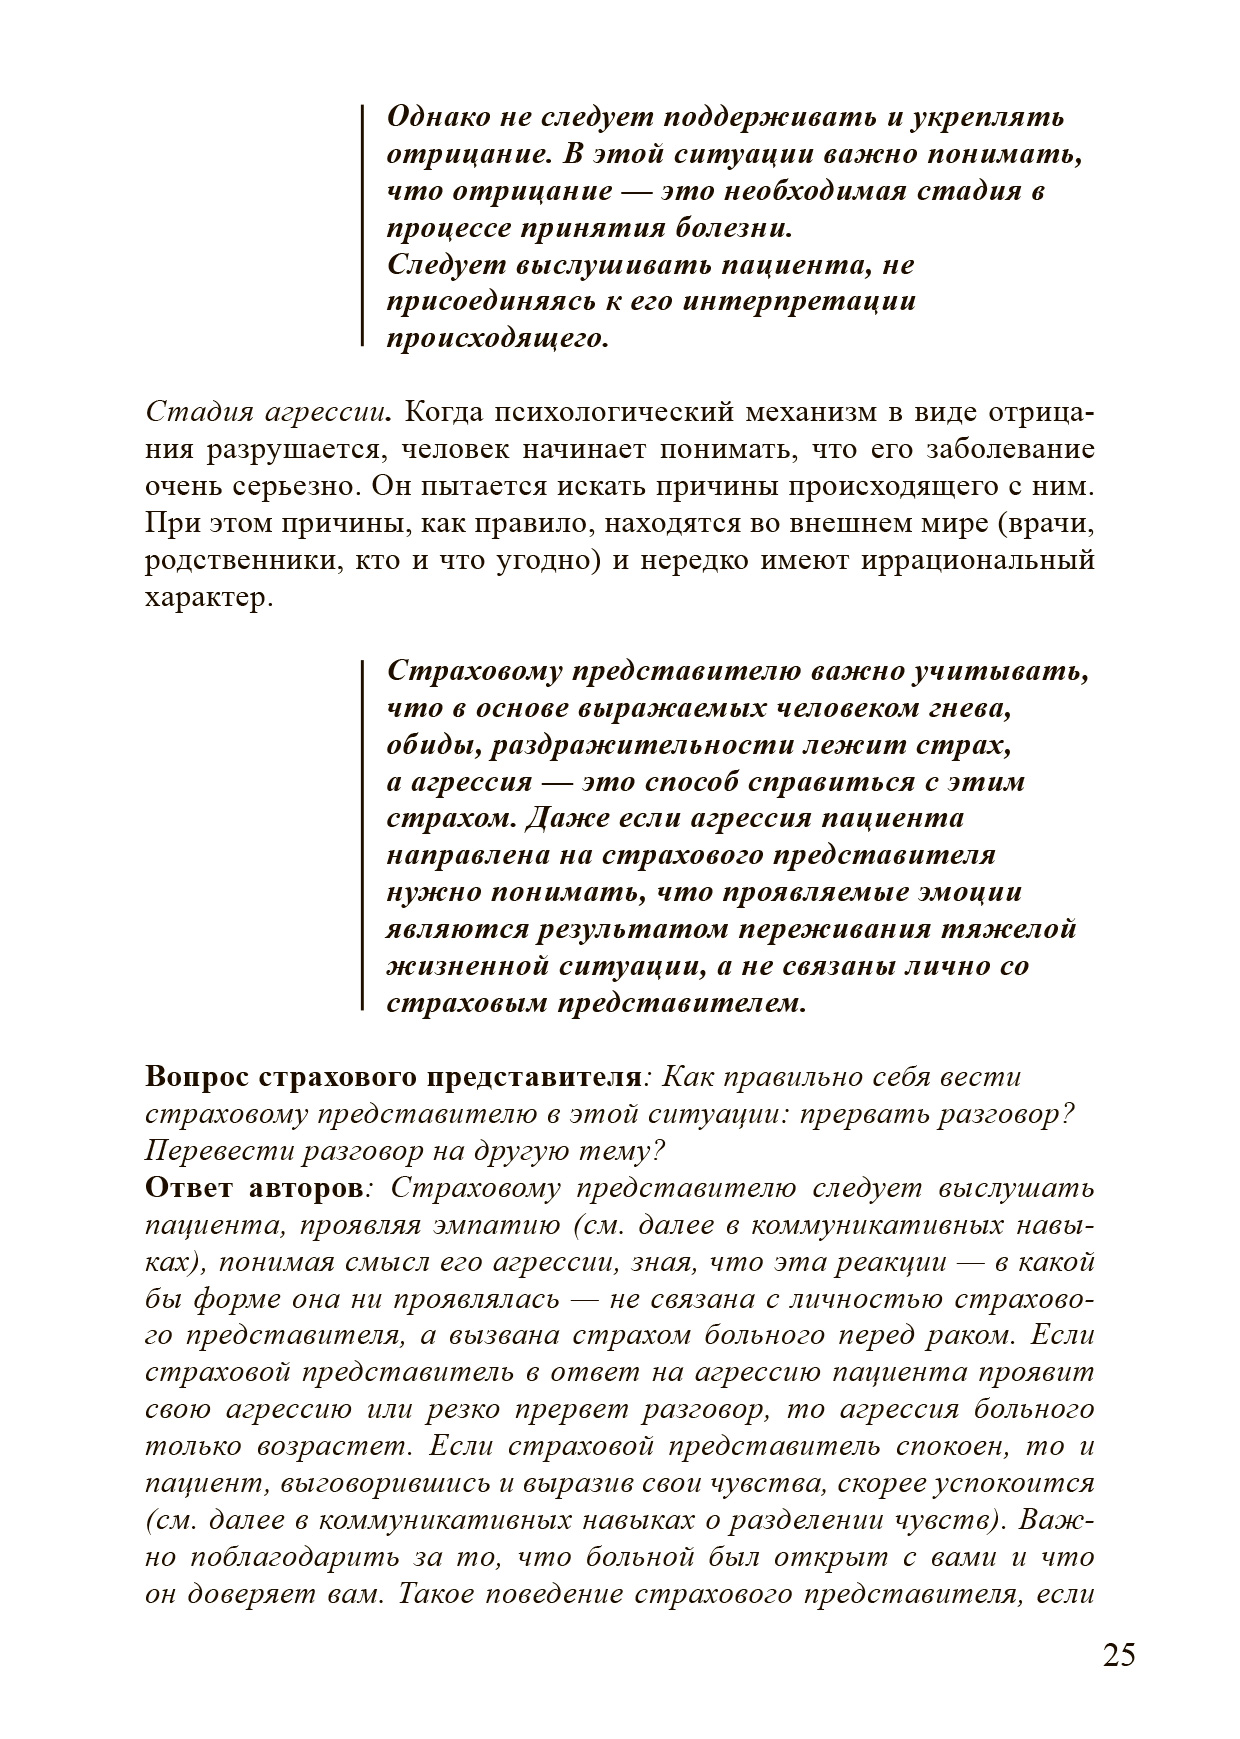 Однако не следует поддерживать и укреплять
отрицание. В этой ситуации важно понимать,
что отрицание — это необходимая стадия в
процессе принятия болезни.
Следует выслушивать пациента, не
присоединяясь к его интерпретации
происходящего.
Стадия агрессии. Когда психологический механизм в виде отрица-
ния разрушается, человек начинает понимать, что его заболевание
очень серьезно. Он пытается искать причины происходящего с ним.
При этом причины, как правило, находятся во внешнем мире (врачи,
родственники, кто и что угодно) и нередко имеют иррациональный
характер.
Страховому представителю важно учитывать,
что в основе выражаемых человеком гнева,
обиды, раздражительности лежит страх,
а агрессия — это способ справиться с этим
страхом. Даже если агрессия пациента
направлена на страхового представителя
нужно понимать, что проявляемые эмоции
являются результатом переживания тяжелой
жизненной ситуации, а не связаны лично со
страховым представителем.
Вопрос страхового представителя: Как правильно себя вести
страховому представителю в этой ситуации: прервать разговор?
Перевести разговор на другую тему?
Ответ авторов: Страховому представителю следует выслушать
пациента, проявляя эмпатию (см. далее в коммуникативных навы-
ках), понимая смысл его агрессии, зная, что эта реакции — в какой
бы форме она ни проявлялась — не связана с личностью страхово-
го представителя, а вызвана страхом больного перед раком. Если
страховой представитель в ответ на агрессию пациента проявит
свою агрессию или резко прервет разговор, то агрессия больного
только возрастет. Если страховой представитель спокоен, то и
пациент, выговорившись и выразив свои чувства, скорее успокоится
(см. далее в коммуникативных навыках о разделении чувств). Важ-
но поблагодарить за то, что больной был открыт с вами и что
он доверяет вам. Такое поведение страхового представителя, если
25